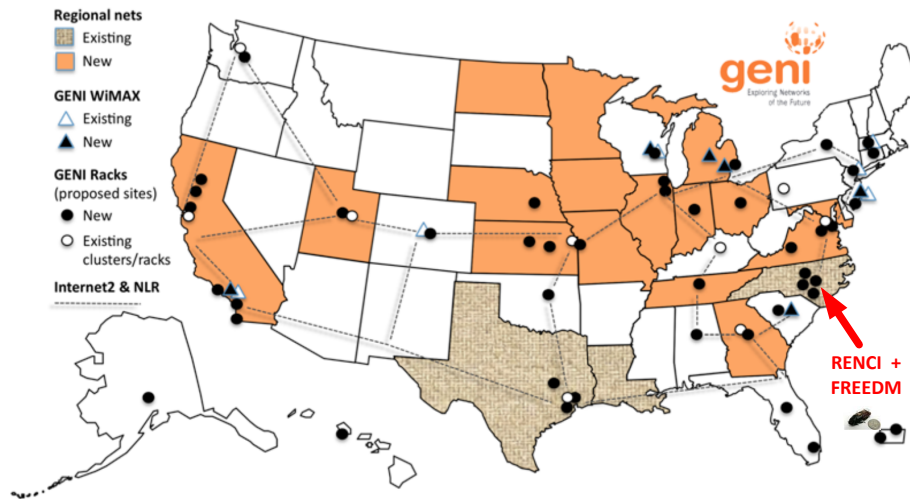 Regional nets
Existing
New
GENI WiMAX
Existing
New
GENI Racks
(proposed sites)
New
Existing
clusters/racks
Internet2 & NLR
geni
Exploring Networks
of the Future
RENCI +
FREEDM